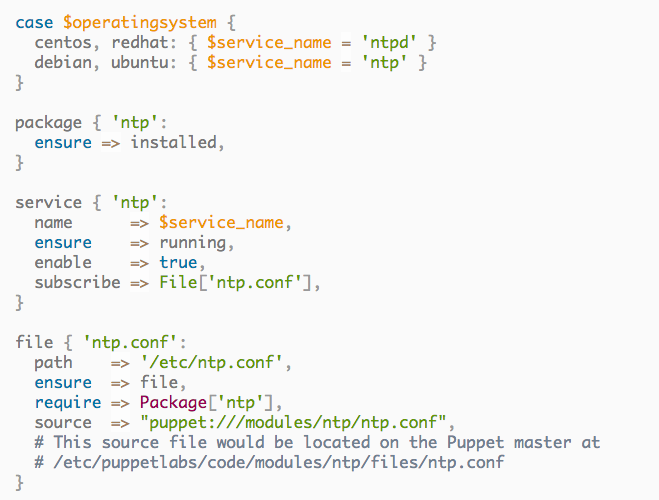 case $operatingsystem {
  centos, redhat: { $service_name = 'ntpd' }
  debian, ubuntu: { $service_name = 'ntp' }
}

package { 'ntp':
  ensure => installed,
}

service { 'ntp':
  name      => $service_name,
  ensure    => running,
  enable    => true,
  subscribe => File['ntp.conf'],
}

file { 'ntp.conf':
  path    => '/etc/ntp.conf',
  ensure  => file,
  require => Package['ntp'],
  source  => "puppet:///modules/ntp/ntp.conf",
  # This source file would be located on the Puppet master at
  # /etc/puppetlabs/code/modules/ntp/files/ntp.conf
}